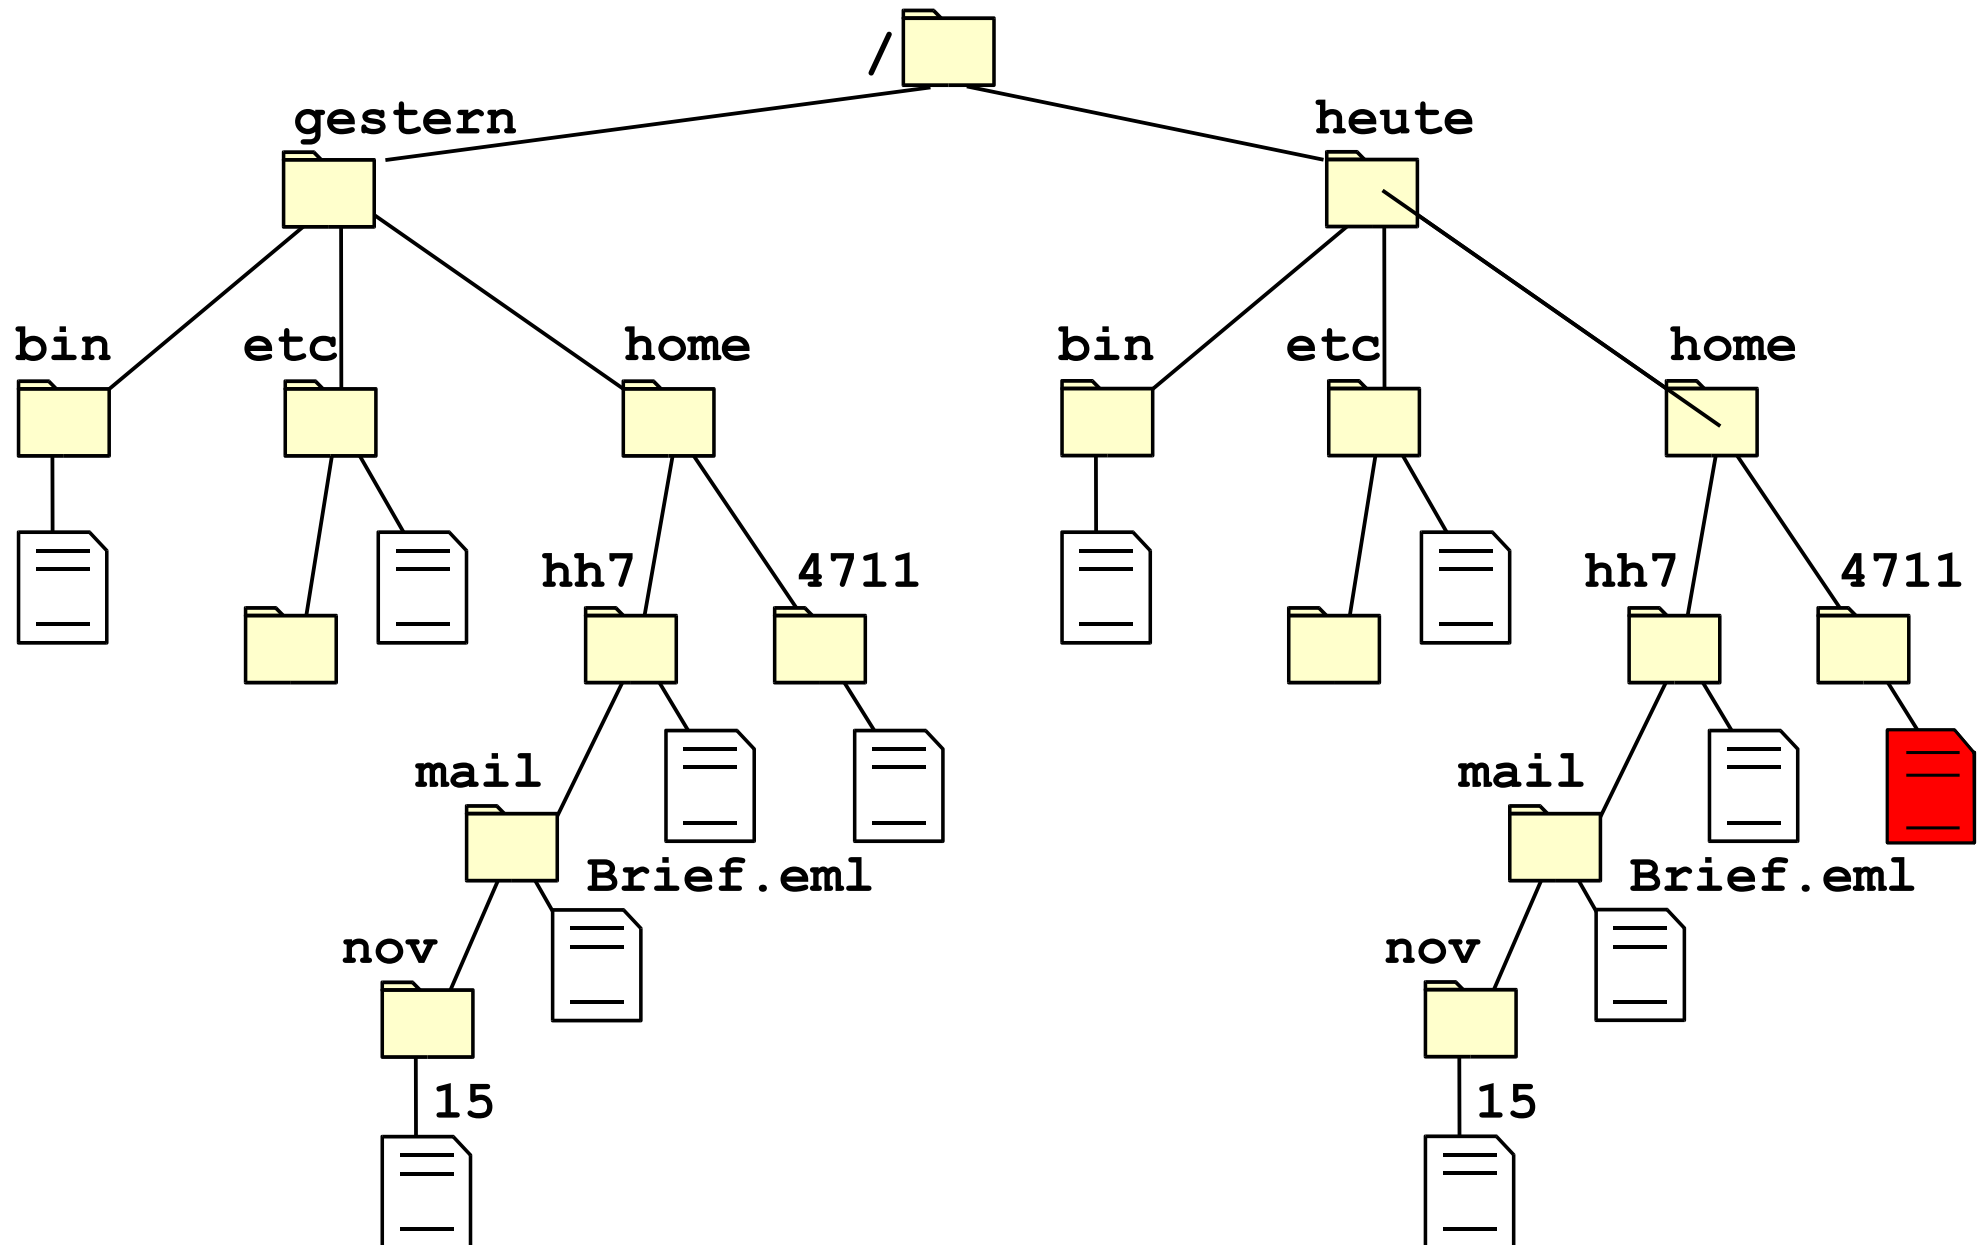 /
gestern heute
bin etc home bin etc home
hh7 4711 hh7 4711
mail mail
Brief.eml Brief.eml
nov nov
15 15